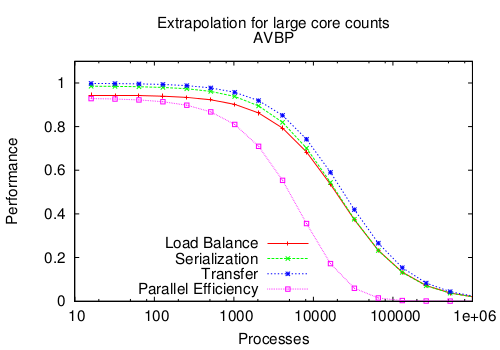 Extrapolation for large core counts
AVBP
1
0.8
0.6
0.4
0.2
0
Performance
Load Balance
Serialization
Transfer
Parallel Efficiency
10 100 1000 10000 100000 1e+06
Processes